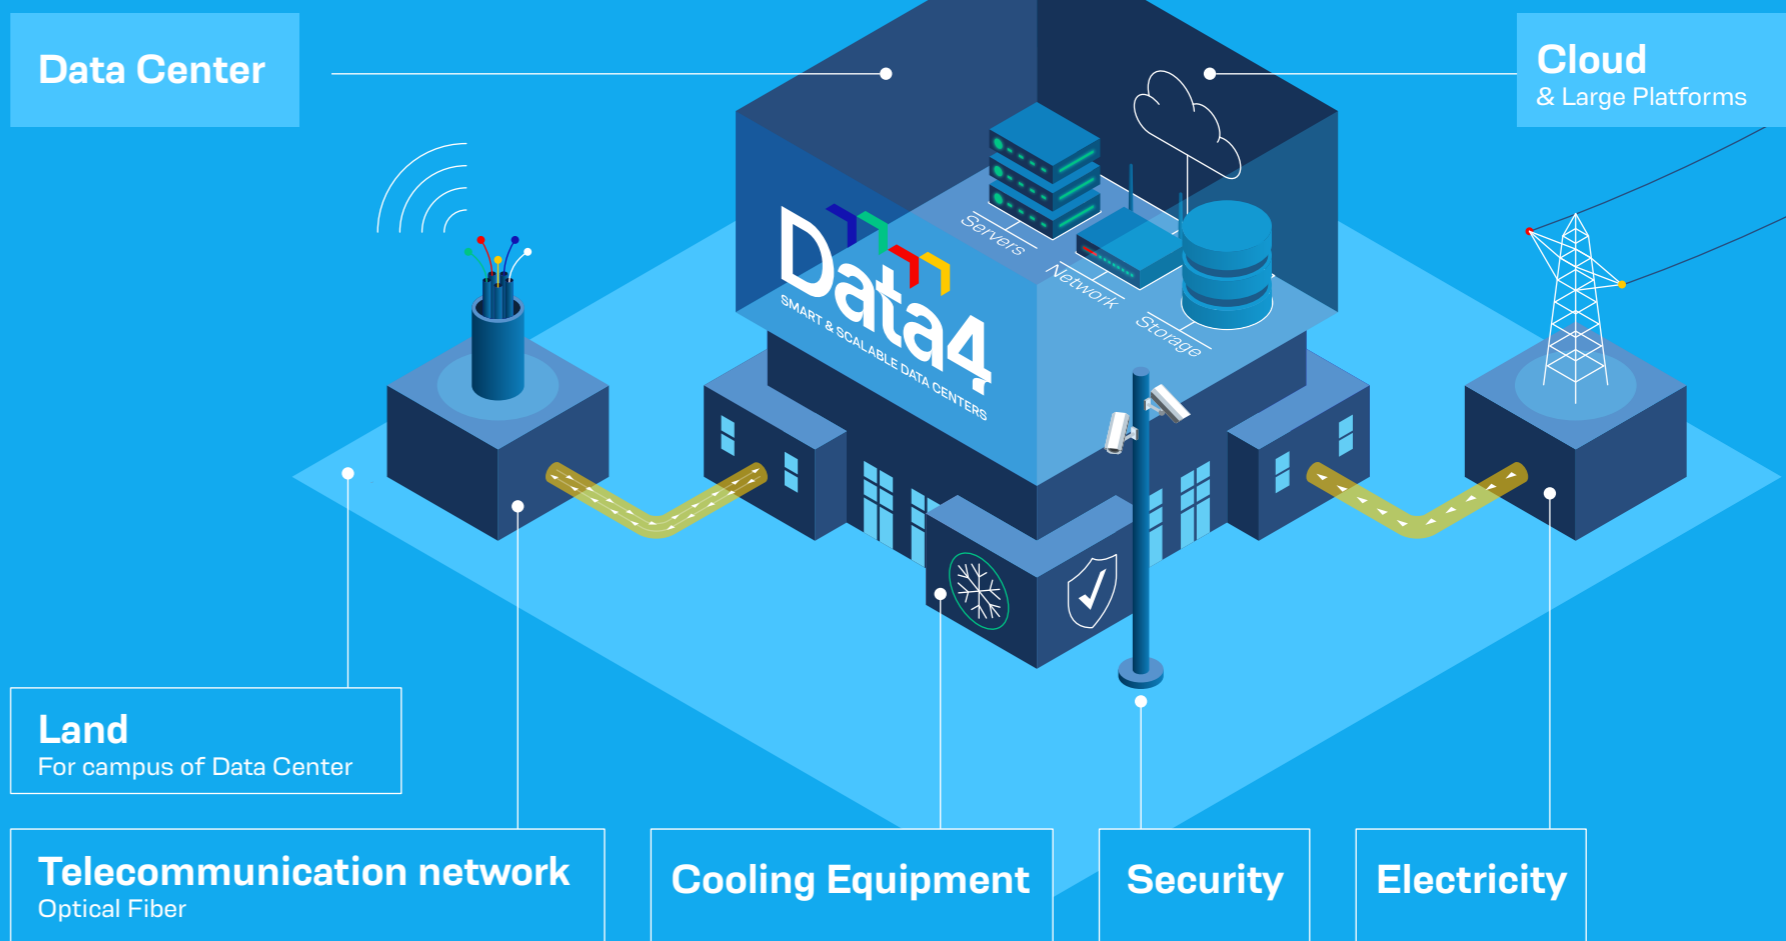 Data Center
Cloud
& Large Platforms
Servers
Network
Storage
Data4
SMART & SCALABLE DATA CENTERS
Land
For campus of Data Center
Telecommunication network
Optical Fiber
Cooling Equipment
Security
Electricity